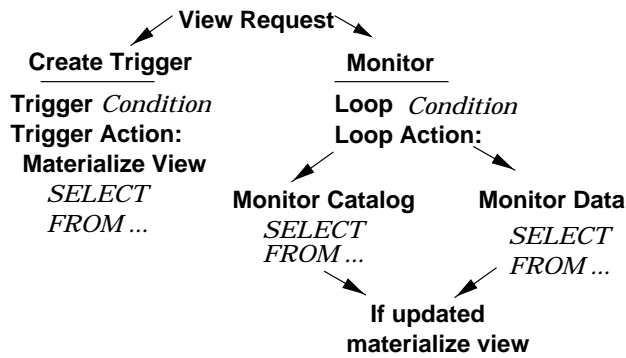 View Request
Create Trigger
Trigger Condition
Trigger Action:
Materialize View
SELECT
FROM ...
Monitor
Loop Condition
Loop Action:
Monitor Catalog
SELECT
FROM ...
Monitor Data
SELECT
FROM ...
If updated
materialize view